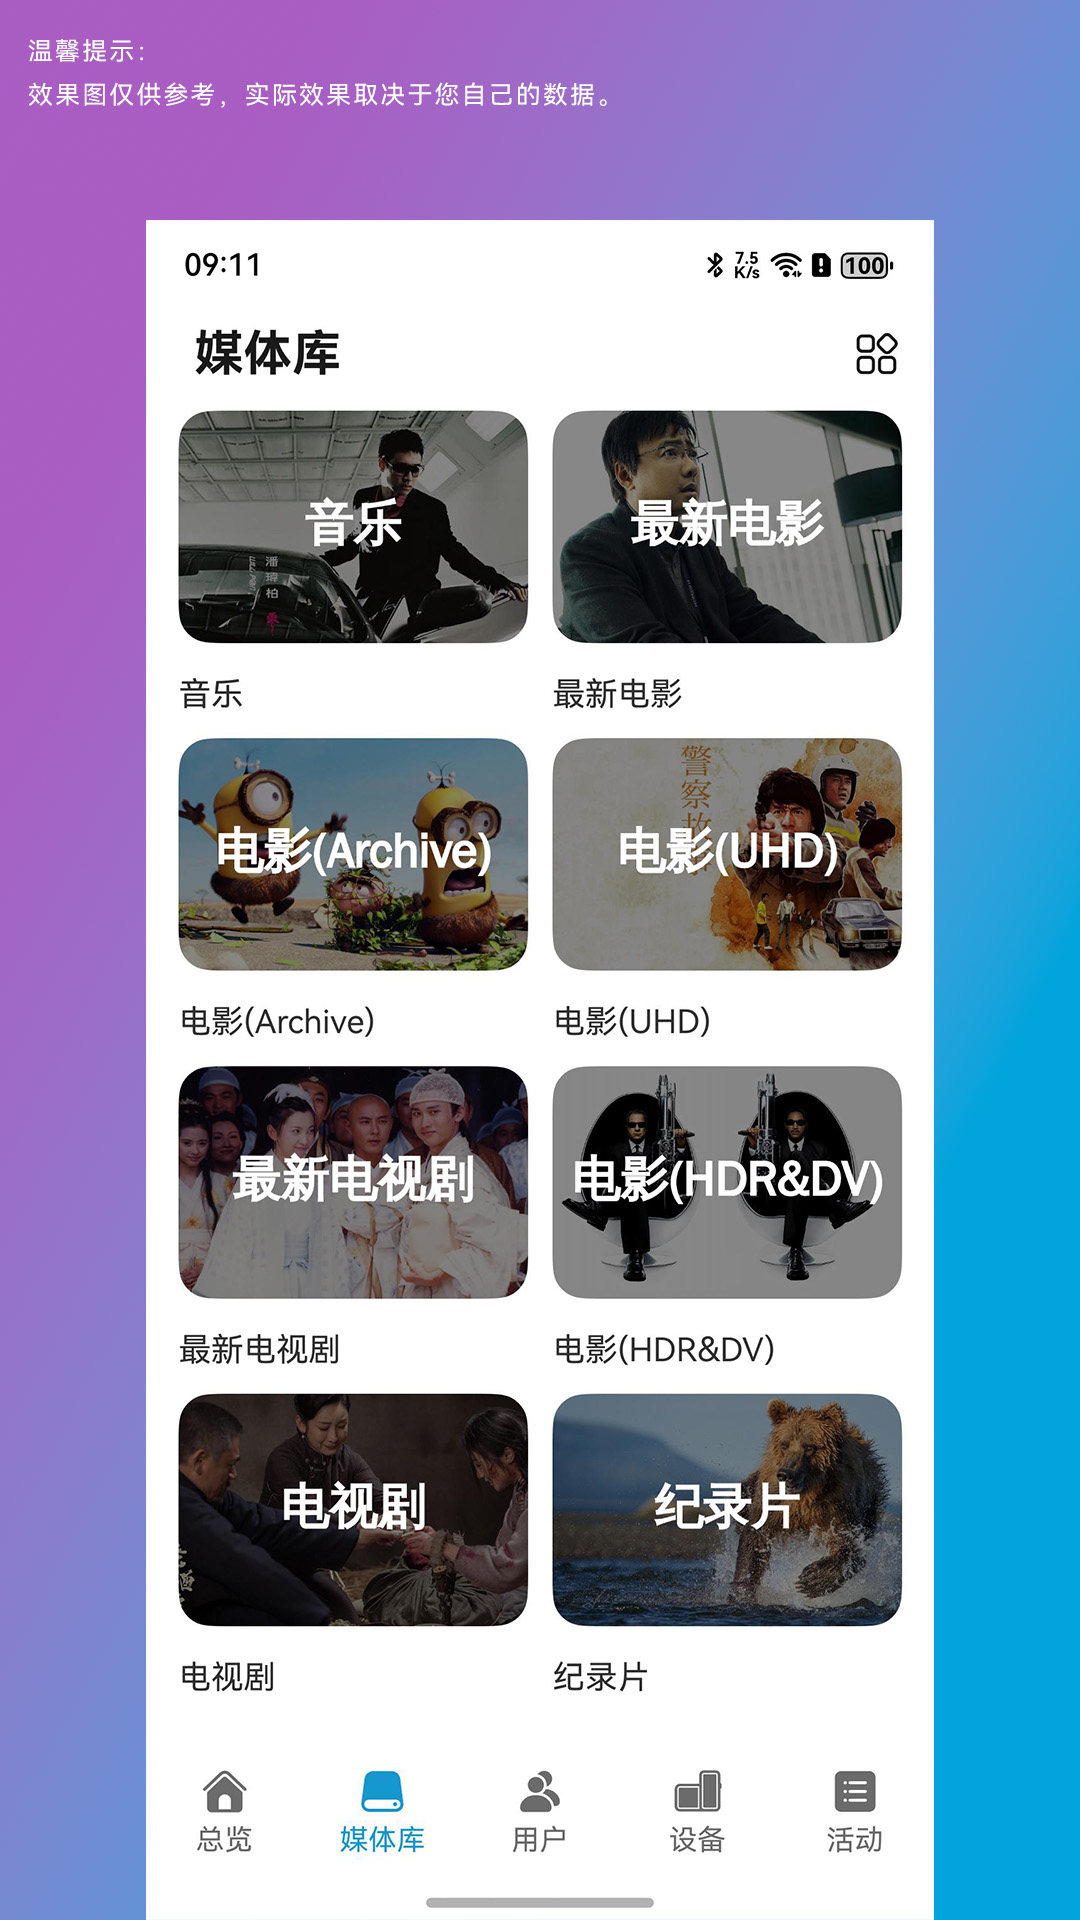 温馨提示：
效果图仅供参考，实际效果取决于您自己的数据。
09:11
7.5
K/s
100
媒体库
音乐
潘玮柏
最新电影
音乐
最新电影
警察故
电影(Archive)
电影(UHD)
电影(Archive)
电影(UHD)
最新电视剧
电影(HDR&DV)
最新电视剧
电影(HDR&DV)
电视剧
纪录片
电视剧
纪录片
总览
媒体库
用户
设备
活动